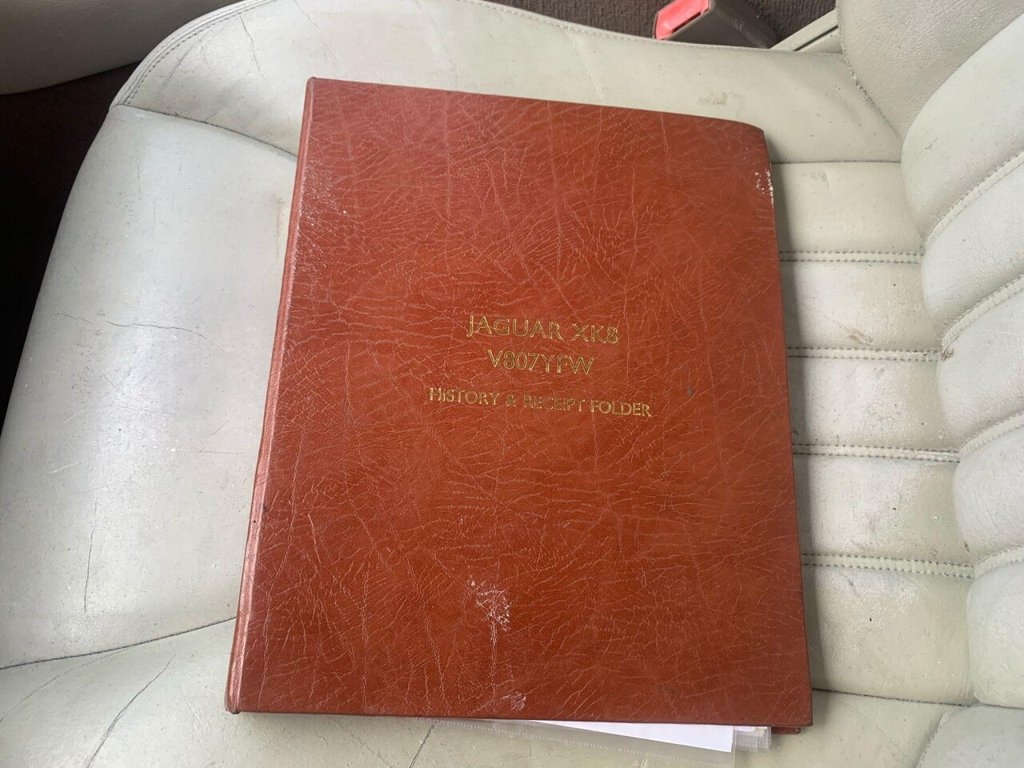 JAGUAR XK8
V807YFW
HISTORY & RECEIPT FOLDER